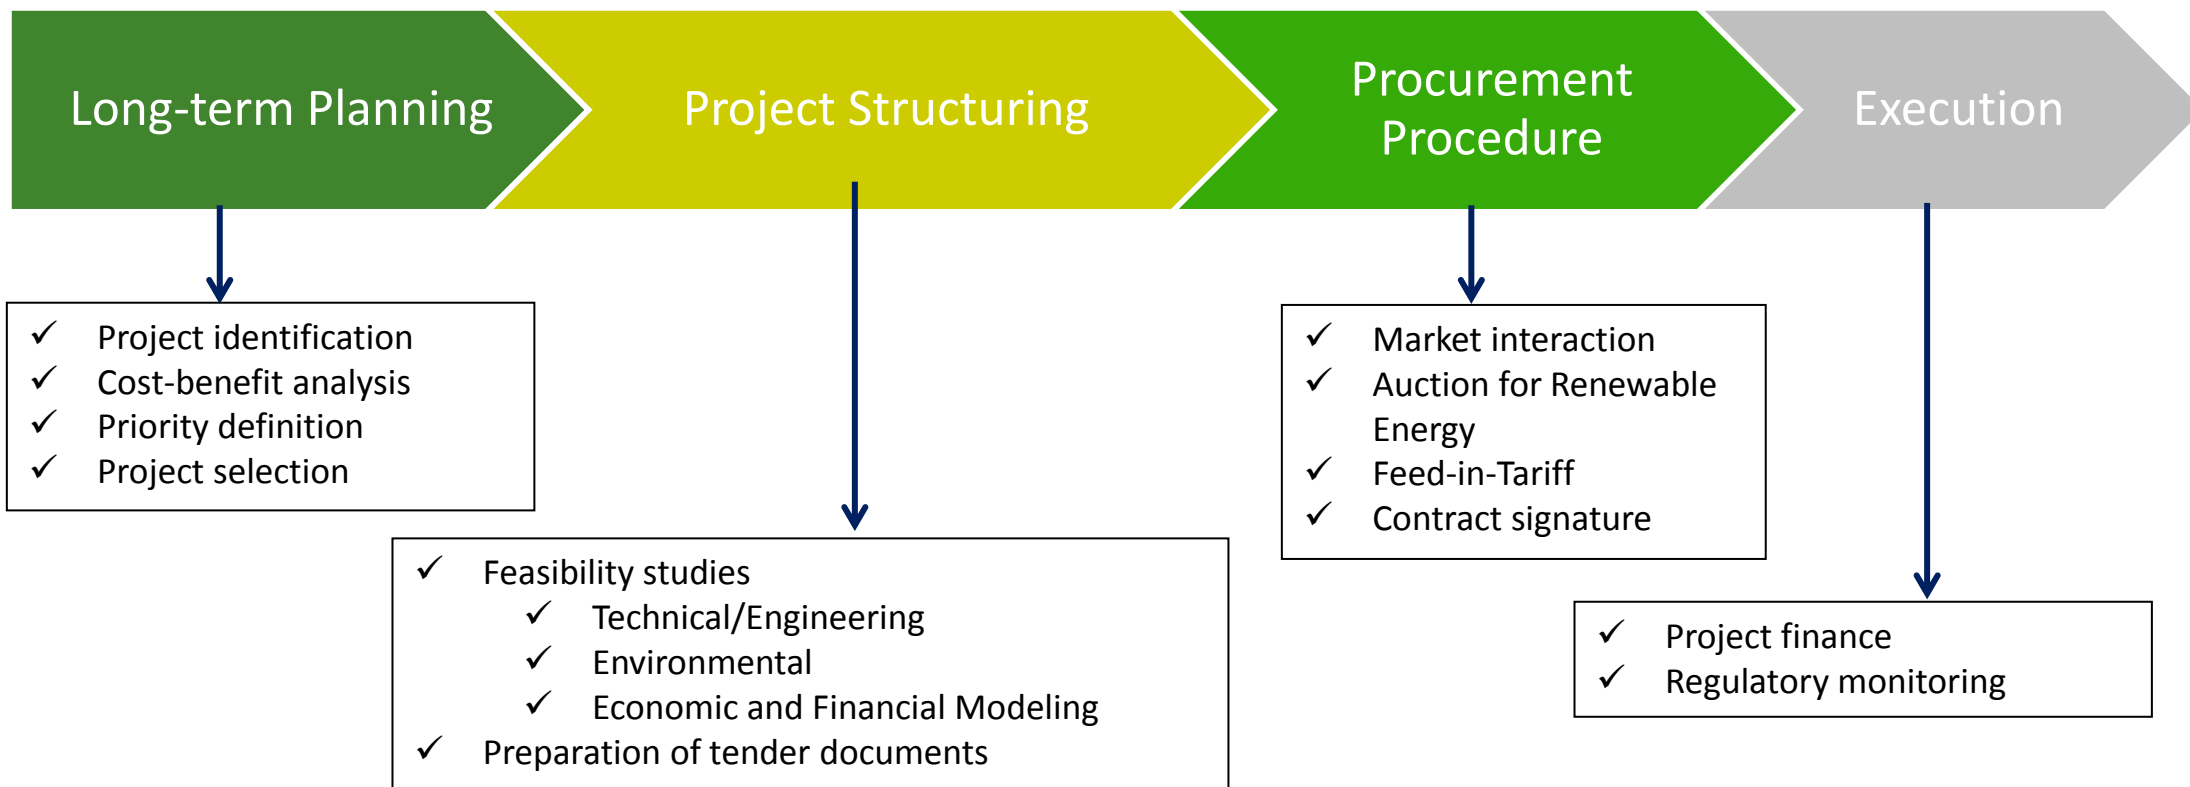 Long-term Planning
Project Structuring
Procurement
Procedure
Execution
✓ Project identification
✓ Cost-benefit analysis
✓ Priority definition
✓ Project selection
✓ Feasibility studies
✓ Technical/Engineering
✓ Environmental
✓ Economic and Financial Modeling
✓ Preparation of tender documents
✓ Market interaction
✓ Auction for Renewable
Energy
✓ Feed-in-Tariff
✓ Contract signature
✓ Project finance
✓ Regulatory monitoring